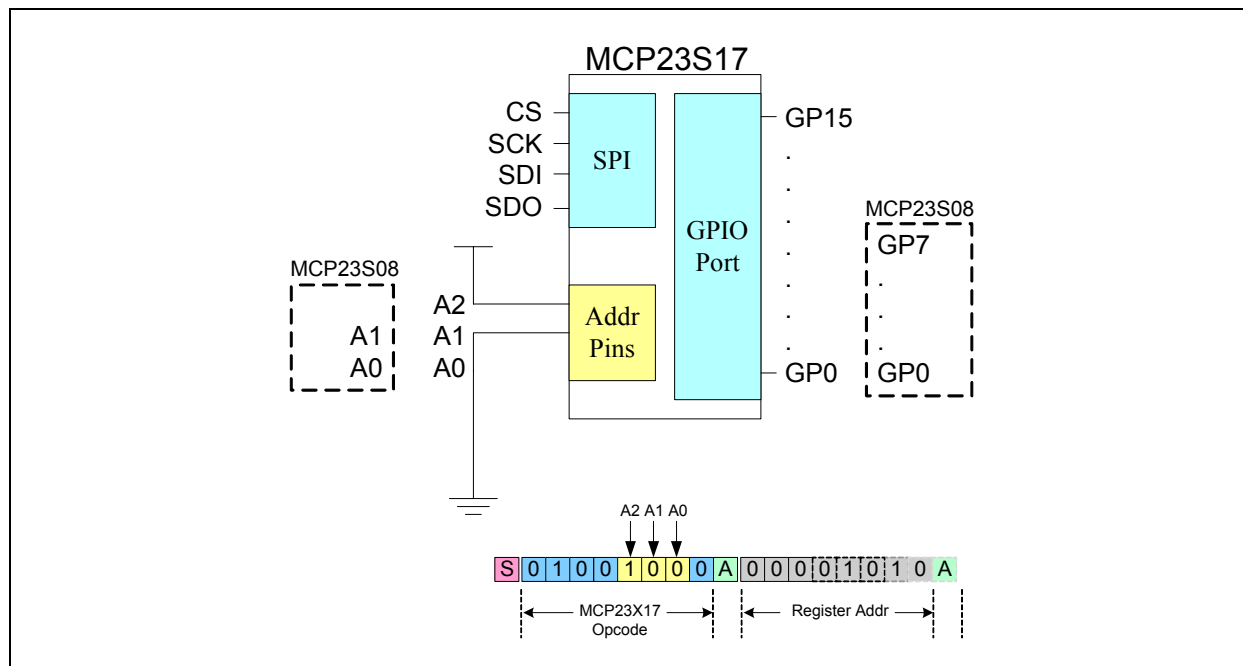 MCP23S17
CS
SCK
SDI
SDO
SPI
GPIO
Port
GP15
.
.
.
.
.
.
.
GP0
MCP23S08
GP7
.
.
.
GP0
MCP23S08
A1
A0
A2
A1
A0
Addr
Pins
A2 A1 A0
S 0 1 0 0 1 0 0 0 A 0 0 0 0 1 0 1 0 A
MCP23X17
Opcode
Register Addr